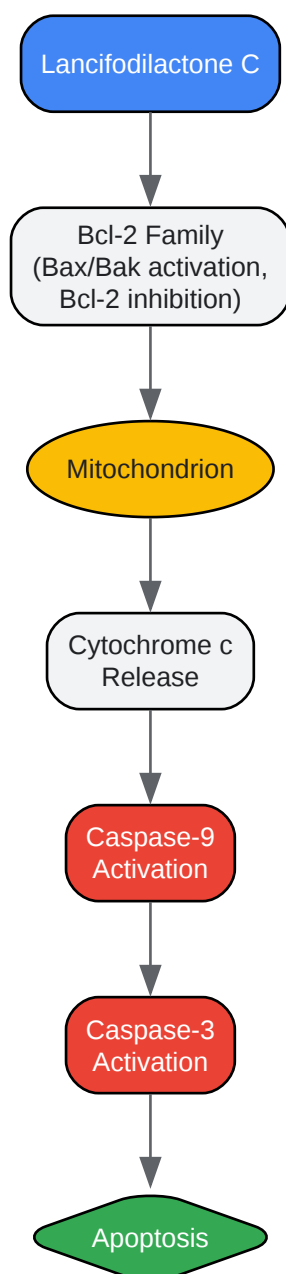 Lancifodilactone C
Bcl-2 Family
(Bax/Bak activation,
Bcl-2 inhibition)
Mitochondrion
Cytochrome c
Release
Caspase-9
Activation
Caspase-3
Activation
Apoptosis